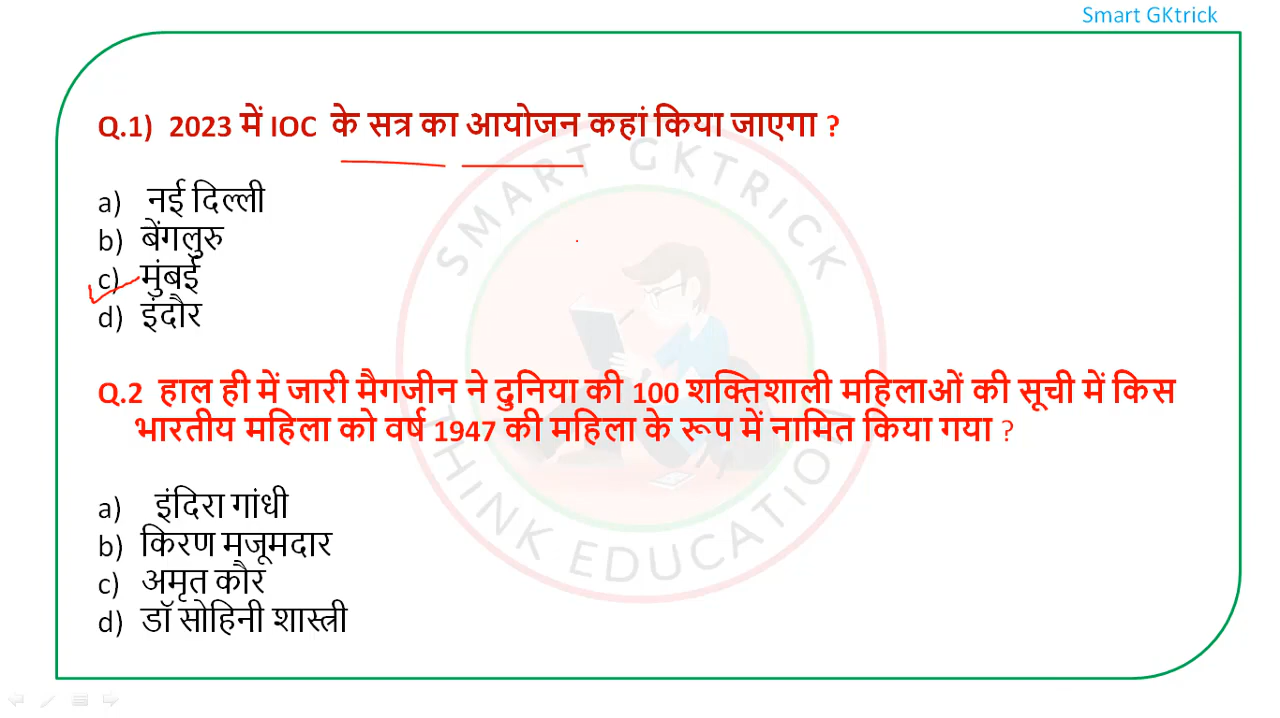 Smart GKtrick
Q.1) 2023 में IOC के सत्र का आयोजन कहां किया जाएगा ?
a) नई दिल्ली
b) बेंगलुरु
c) मुंबई
d) इंदौर
Q.2 हाल ही में जारी मैगजीन ने दुनिया की 100 शक्तिशाली महिलाओं की सूची में किस
भारतीय महिला को वर्ष 1947 की महिला के रूप में नामित किया गया ?
a) इंदिरा गांधी
b) किरण मजूमदार
c) अमृत कौर
d) डॉ सोहिनी शास्त्री
SMART GKTRICK
THINK EDUCATION